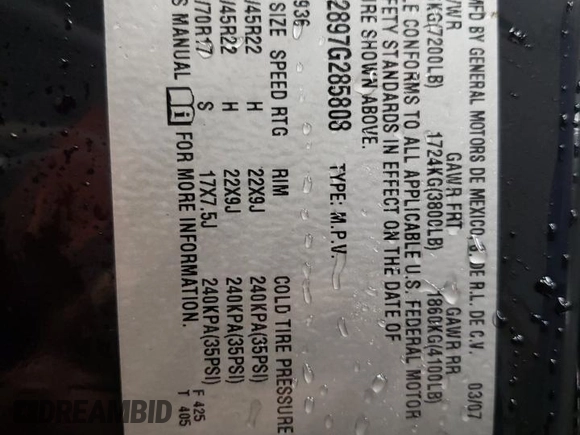 MFD BY GENERAL MOTORS DE MEXICO, S. DE R.L. DE C.V. 03/07
GAWR FRT GAWR RR
KG(7200LB) 1724KG(3800LB) 1860KG(4100LB)
LE CONFORMS TO ALL APPLICABLE U.S. FEDERAL MOTOR
FETY STANDARDS IN EFFECT ON THE DATE OF
URE SHOWN ABOVE.
2897G285808 TYPE: M.P.V.
936
SIZE SPEED RTG RIM COLD TIRE PRESSURE
/45R22 H 22X9J 240KPA(35PSI)
/45R22 H 22X9J 240KPA(35PSI)
/70R17 S 17X7.5J 240KPA(35PSI)
S MANUAL FOR MORE INFORMATION.
F 425
T 405
DREAMBID